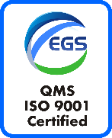 EGS
QMS
ISO 9001
Certified